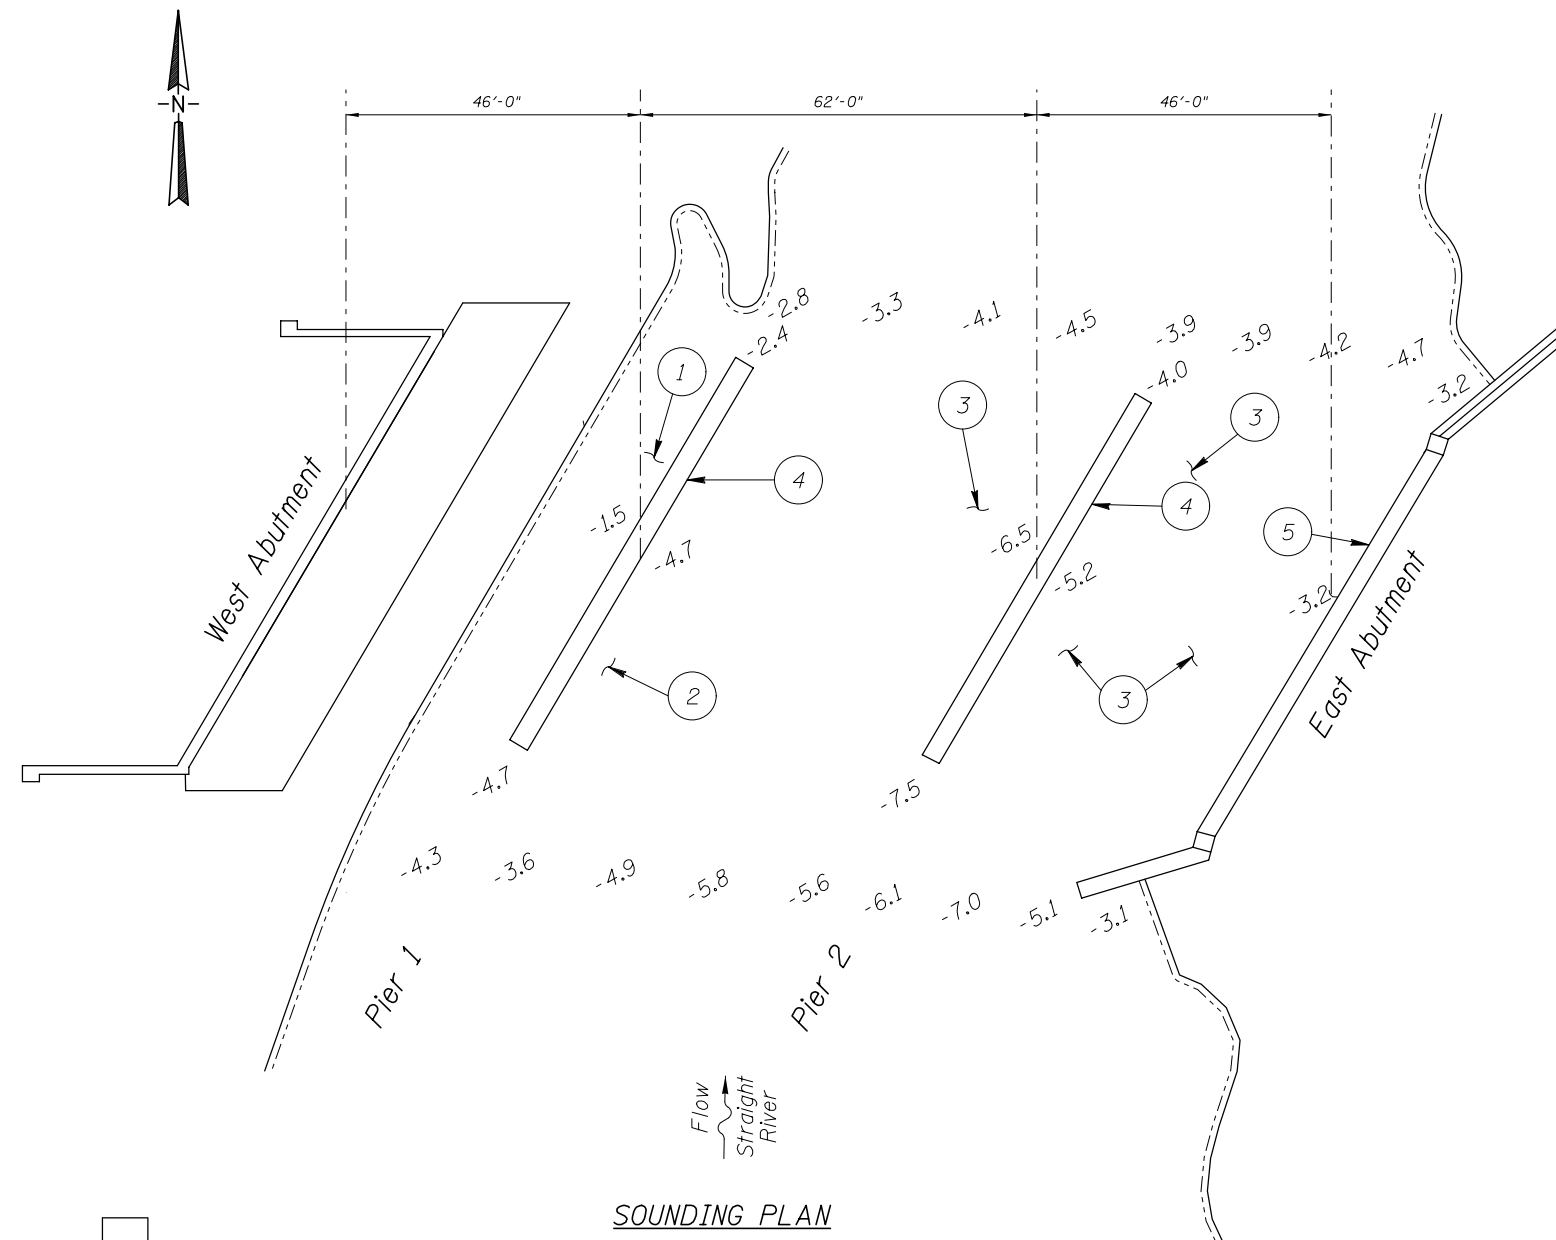 N
46'-0" 62'-0" 46'-0"
-2.8 -3.3 -4.1 -4.5 -3.9 -3.9 -4.2 -4.7
-2.4 -4.0 -3.2
1 3 3
4 4 5
West Abutment
-1.5 -6.5
-4.7 -5.2 -3.2
East Abutment
2 3
-4.7 -7.5
-4.3 -3.6 -4.9 -5.8 -5.6 -6.1 -7.0 -5.1 -3.1
Pier 1
Pier 2
Flow
Straight
River
SOUNDING PLAN